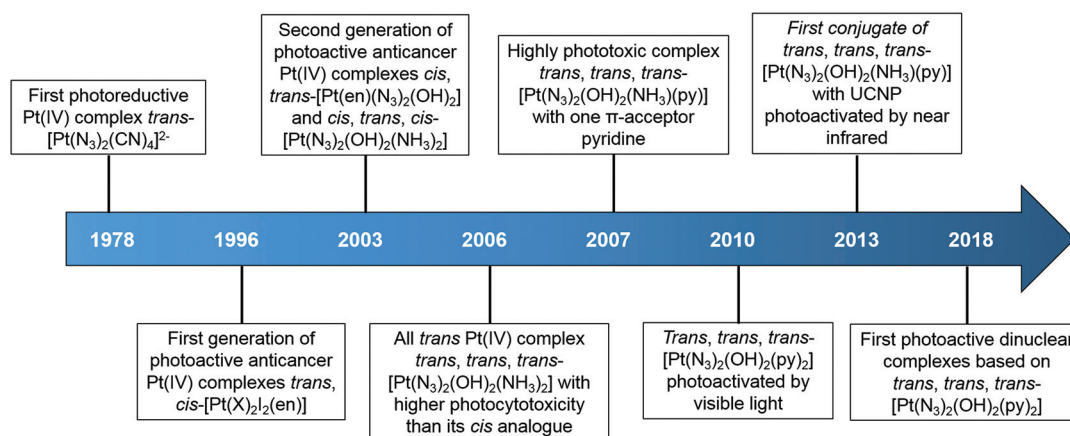 First photoreductive
Pt(IV) complex trans-
[Pt(N₃)₂(CN)₄]²⁻
Second generation of
photoactive anticancer
Pt(IV) complexes cis,
trans-[Pt(en)(N₃)₂(OH)₂]
and cis, trans, cis-
[Pt(N₃)₂(OH)₂(NH₃)₂]
Highly phototoxic complex
trans, trans, trans-
[Pt(N₃)₂(OH)₂(NH₃)(py)]
with one π-acceptor
pyridine
First conjugate of
trans, trans, trans-
[Pt(N₃)₂(OH)₂(NH₃)(py)]
with UCNP
photoactivated by near
infrared
1978 1996 2003 2006 2007 2010 2013 2018
First generation of
photoactive anticancer
Pt(IV) complexes trans,
cis-[Pt(X)₂I₂(en)]
All trans Pt(IV) complex
trans, trans, trans-
[Pt(N₃)₂(OH)₂(NH₃)₂] with
higher photocytotoxicity
than its cis analogue
Trans, trans, trans-
[Pt(N₃)₂(OH)₂(py)₂]
photoactivated by
visible light
First photoactive dinuclear
complexes based on
trans, trans, trans-
[Pt(N₃)₂(OH)₂(py)₂]